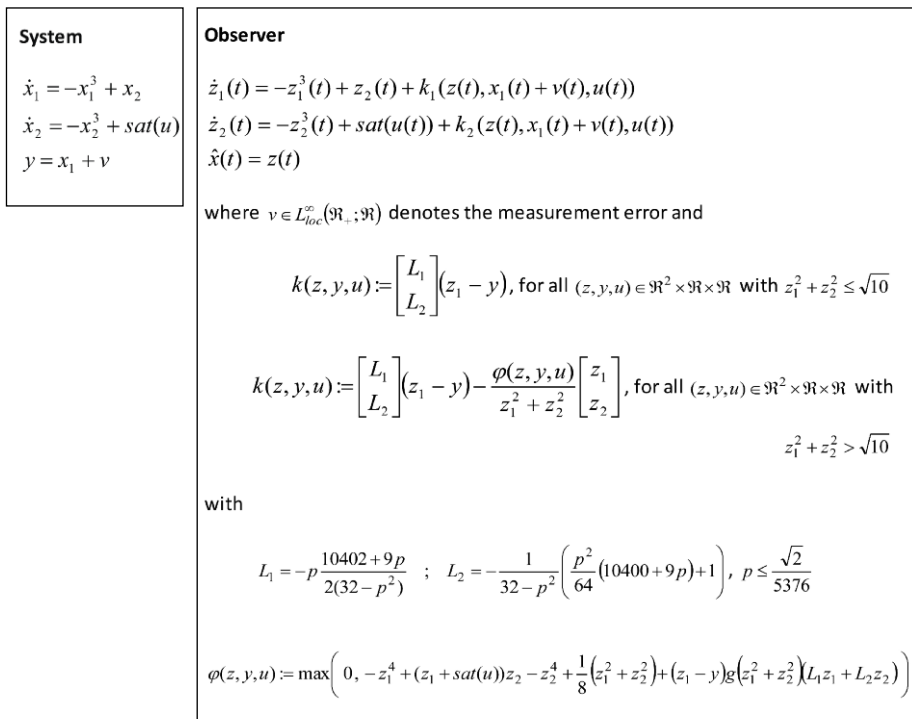 System
ẋ₁ = −x₁³ + x₂
ẋ₂ = −x₂³ + sat(u)
y = x₁ + v
Observer
ż₁(t) = −z₁³(t) + z₂(t) + k₁(z(t), x₁(t) + v(t), u(t))
ż₂(t) = −z₂³(t) + sat(u(t)) + k₂(z(t), x₁(t) + v(t), u(t))
x̂(t) = z(t)
where v ∈ L^∞_loc(ℜ₊;ℜ) denotes the measurement error and
k(z, y, u) := [L₁ L₂] (z₁ − y), for all (z, y, u) ∈ ℜ² × ℜ × ℜ with z₁² + z₂² ≤ √10
k(z, y, u) := [L₁ L₂] (z₁ − y) − φ(z, y, u)/(z₁² + z₂²) [z₁ z₂], for all (z, y, u) ∈ ℜ² × ℜ × ℜ with
z₁² + z₂² > √10
with
L₁ = −p (10402 + 9p)/(2(32 − p²)) ; L₂ = −1/(32 − p²) (p²/64 (10400 + 9p) + 1), p ≤ √2/5376
φ(z, y, u) := max(0, −z₁⁴ + (z₁ + sat(u))z₂ − z₂⁴ + 1/8 (z₁² + z₂²) + (z₁ − y)g(z₁² + z₂²)(L₁z₁ + L₂z₂))